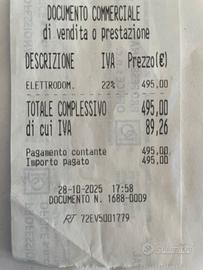 DOCUMENTO COMMERCIALE
di vendita o prestazione
DESCRIZIONE IVA Prezzo(€)
ELETTRODOM. 22% 495,00
TOTALE COMPLESSIVO 495,00
di cui IVA 89,26
Pagamento contante 495,00
Importo pagato 495,00
28-10-2025 17:58
DOCUMENTO N. 1688-0009
RT 72EV5001779
subito